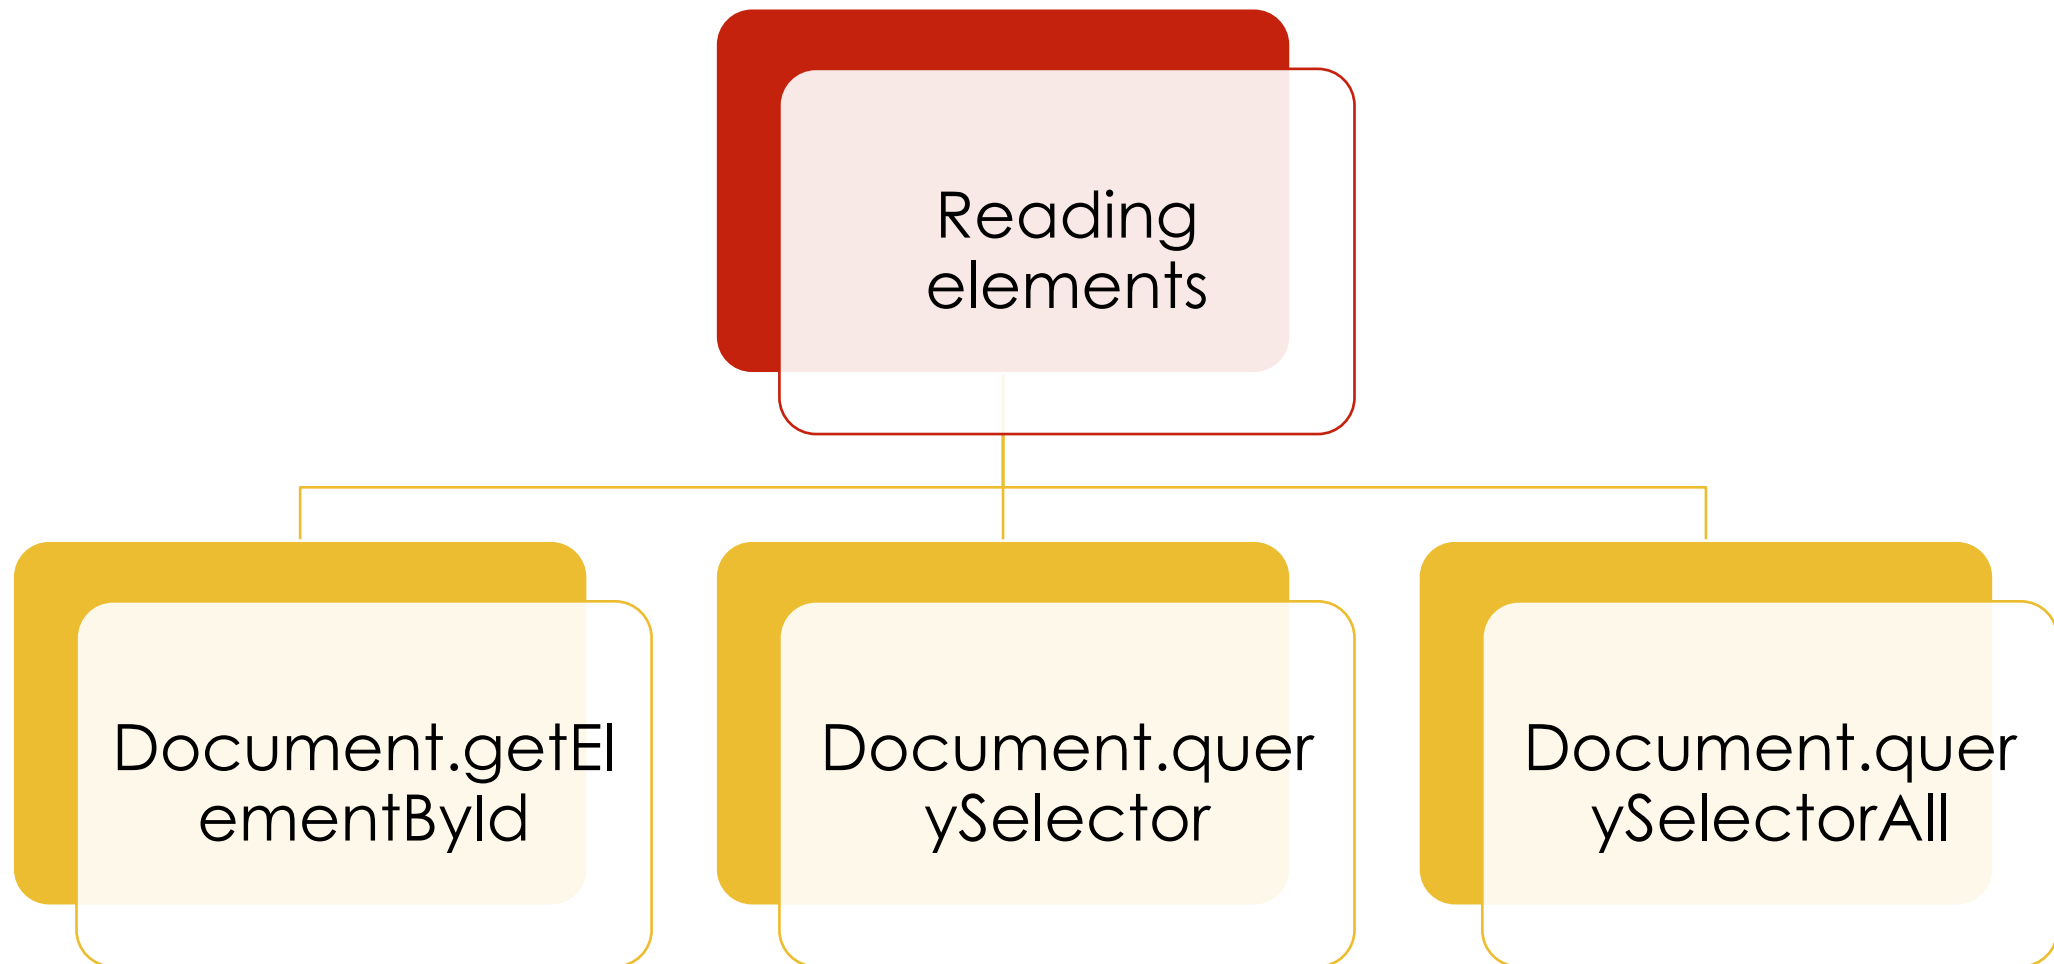 Reading
elements
Document.getEl
ementById
Document.quer
ySelector
Document.quer
ySelectorAll